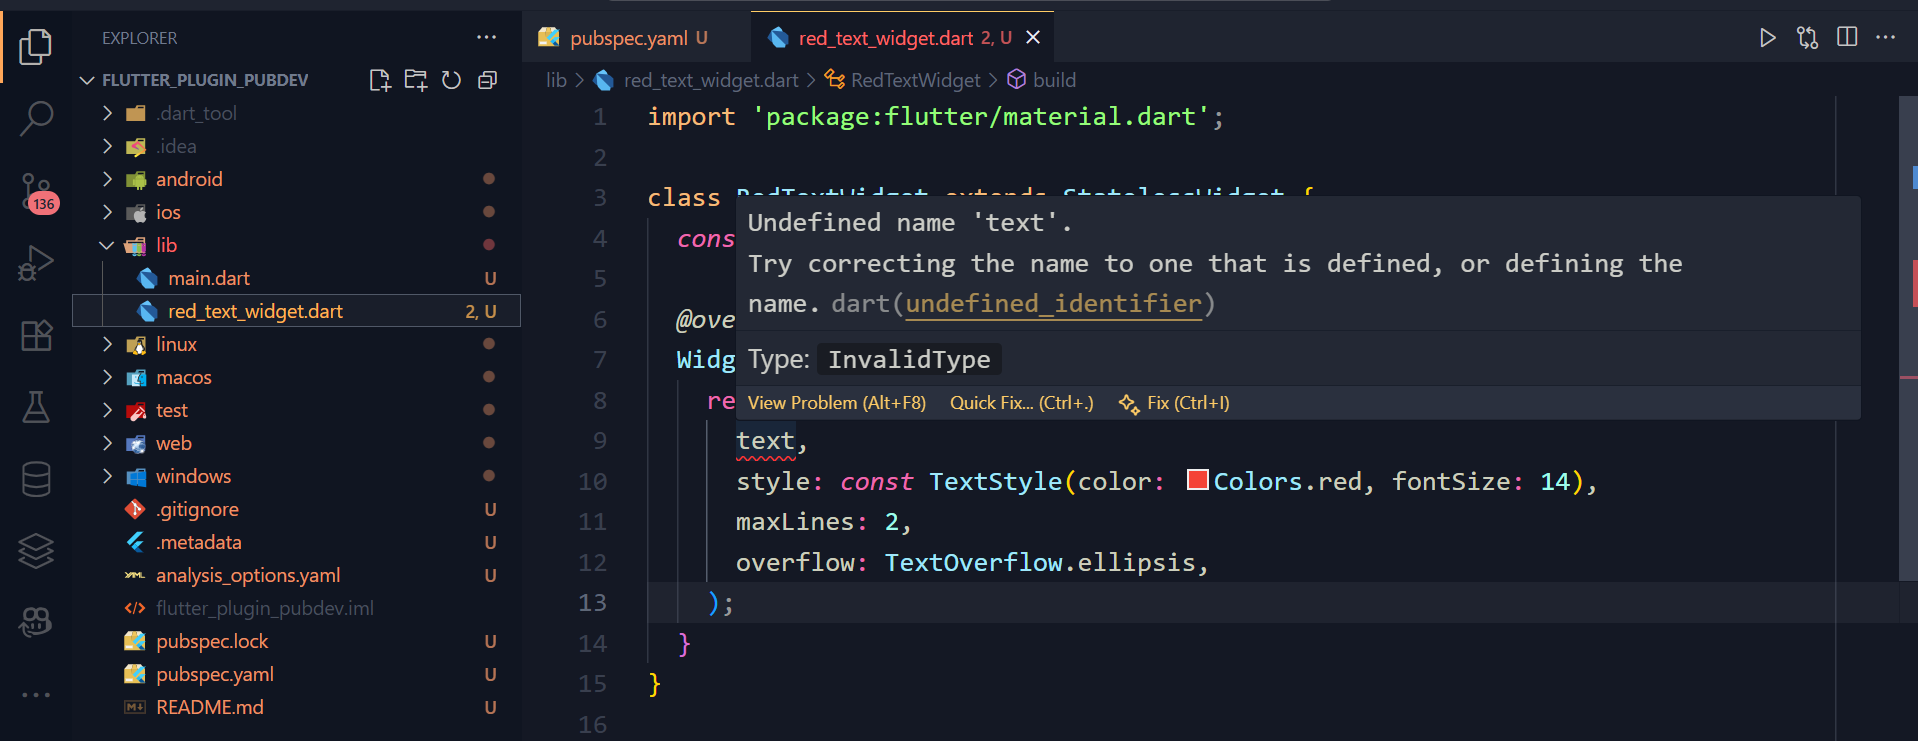 EXPLORER
FLUTTER_PLUGIN_PUBDEV
.dart_tool
.idea
android
ios
lib
main.dart U
red_text_widget.dart 2, U
linux
macos
test
web
windows
.gitignore U
.metadata U
analysis_options.yaml U
flutter_plugin_pubdev.iml
pubspec.lock U
pubspec.yaml U
README.md U
136
pubspec.yaml U
red_text_widget.dart 2, U
lib > red_text_widget.dart > RedTextWidget > build
1 import 'package:flutter/material.dart';
2
3 class RedTextWidget extends StatelessWidget {
4 cons
5
6 @ove
7 Widg
8 re
Undefined name 'text'.
Try correcting the name to one that is defined, or defining the
name. dart(undefined_identifier)
Type: InvalidType
View Problem (Alt+F8) Quick Fix... (Ctrl+.) Fix (Ctrl+I)
9 text,
10 style: const TextStyle(color: Colors.red, fontSize: 14),
11 maxLines: 2,
12 overflow: TextOverflow.ellipsis,
13 );
14 }
15 }
16